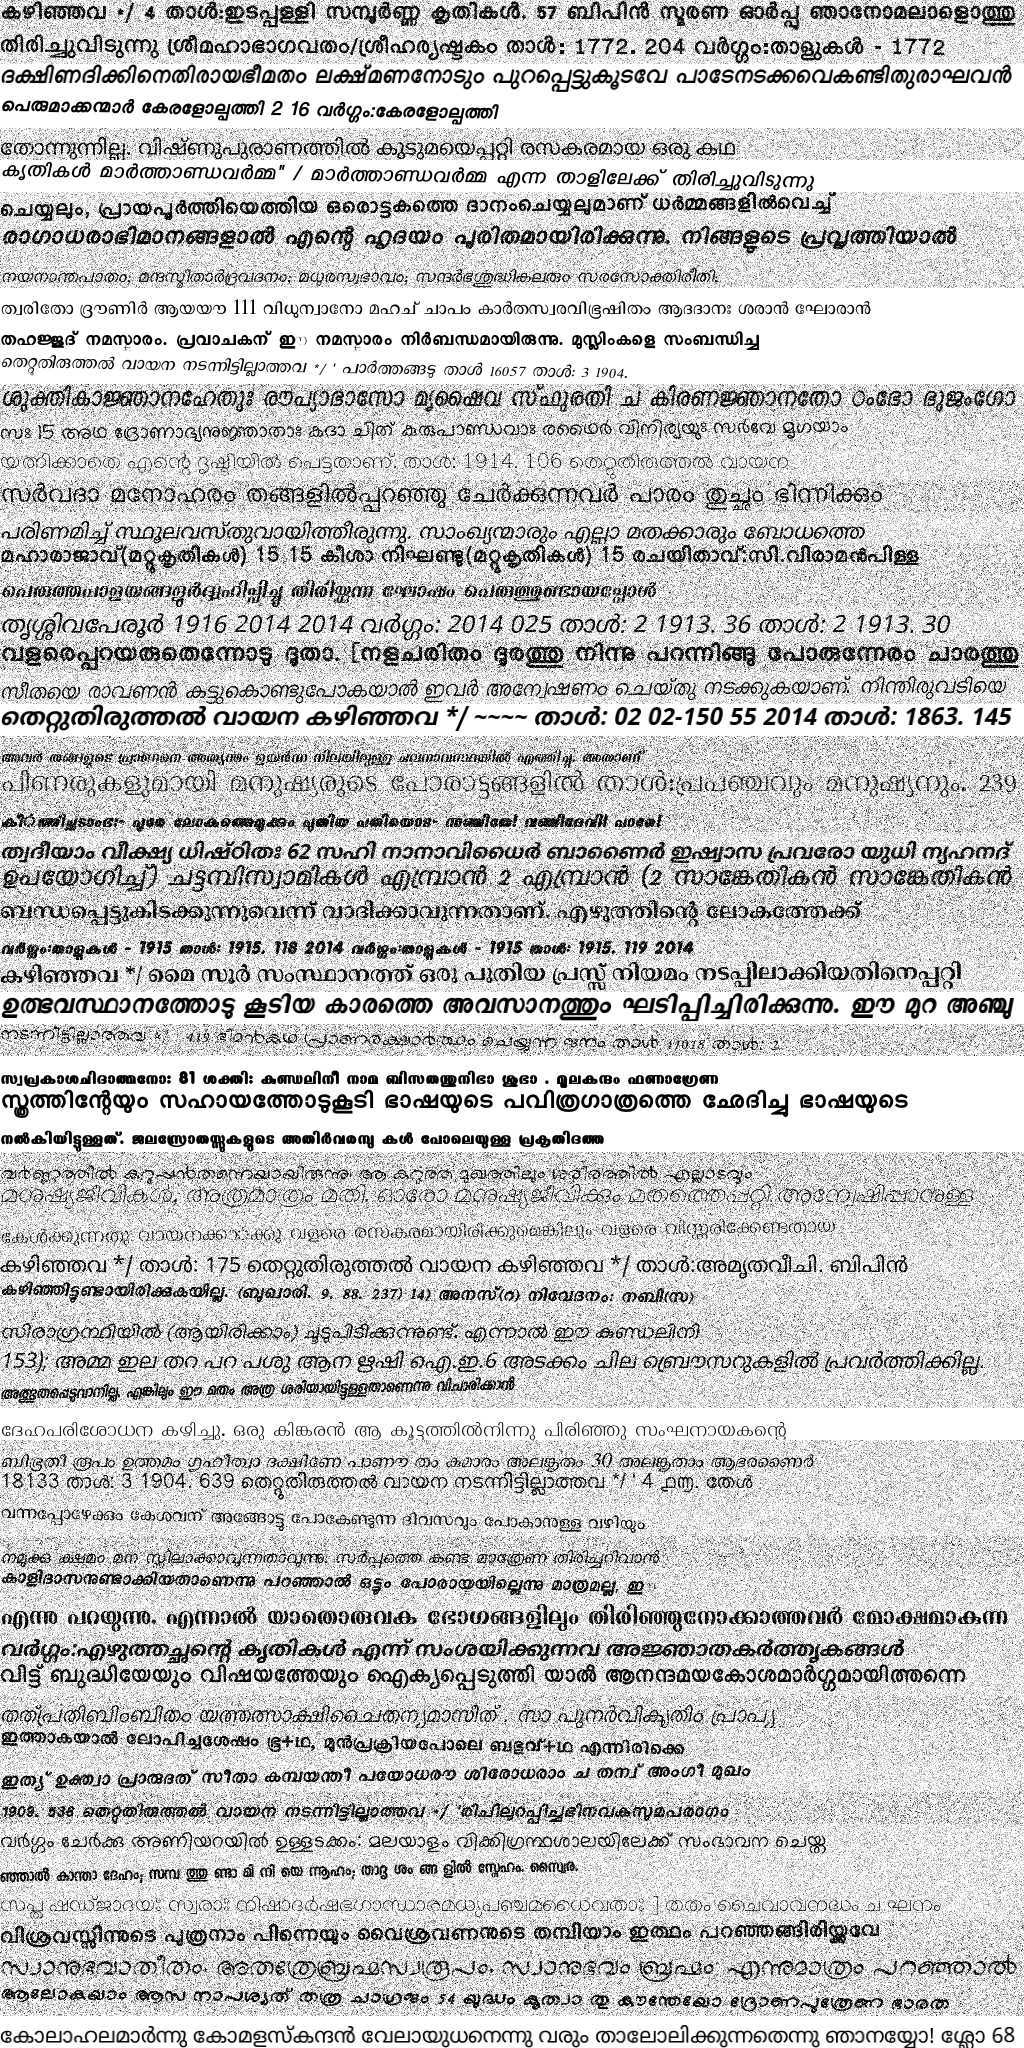 കഴിഞ്ഞവ */ 4 താൾ:ഇടപ്പള്ളി സമ്പൂർണ്ണ കൃതികൾ. 57 ബിപിൻ സ്മരണ ഓർപ്പു ഞാനോമലാളൊത്തു
തിരിച്ചുവിടുന്നു ശ്രീമഹാഭാഗവതം/ശ്രീഹര്യഷ്ടകം താൾ: 1772. 204 വർഗ്ഗം:താളുകൾ - 1772
ദക്ഷിണദിക്കിനെതിരായഭീമതം ലക്ഷ്മണനോടും പുറപ്പെട്ടുകൂടവേ പാടേനടക്കവെകണ്ടിതുരാഘവൻ
പെരുമാക്കന്മാർ കേരളോല്പത്തി 2 16 വർഗ്ഗം:കേരളോല്പത്തി
തോന്നുന്നില്ല. വിഷ്ണുപുരാണത്തിൽ കൂടുമയെപ്പറ്റി രസകരമായ ഒരു കഥ
കൃതികൾ മാർത്താണ്ഡവർമ്മ" / മാർത്താണ്ഡവർമ്മ എന്ന താളിലേക്ക് തിരിച്ചുവിടുന്നു
ചെയ്യലും, പ്രായപൂർത്തിയെത്തിയ ഒരൊട്ടകത്തെ ദാനംചെയ്യലുമാണ് ധർമ്മങ്ങളിൽവെച്ച്
രാഗാധരാഭിമാനങ്ങളാൽ എന്റെ ഹൃദയം പൂരിതമായിരിക്കുന്നു. നിങ്ങളുടെ പ്രവൃത്തിയാൽ
നയനാന്തപാതം; മന്ദസ്മിതാർദ്രവദനം; മധുരസ്വഭാവം; സന്ദർഭശുദ്ധികലരും സരസോക്തിരീതി;
ത്വരിതോ ദ്രൗണിർ ആയയൗ 111 വിധുന്വാനോ മഹച് ചാപം കാർതസ്വരവിഭൂഷിതം ആദദാനഃ ശരാൻ ഘോരാൻ
തഹജ്ജുദ് നമസ്കാരം. പ്രവാചകന് ഇ നമസ്കാരം നിർബന്ധമായിരുന്നു. മുസ്ലിംകളെ സംബന്ധിച്ച
തെറ്റുതിരുത്തൽ വായന നടന്നിട്ടില്ലാത്തവ */ ' പാർത്തങ്ങടു താൾ 16057 താൾ: 3 1904.
ശുക്തികാജ്ഞാനഹേതുഃ രൗപ്യാഭാസോ മൃഷൈവ സ്ഫുരതി ച കിരണജ്ഞാനതോ ഽംഭോ ഭുജംഗോ
സഃ 15 അഥ ദ്രോണാഭ്യനുജ്ഞാതാഃ കദാ ചിത് കുരുപാണ്ഡവാഃ രഥൈർ വിനിര്യയുഃ സർവേ മൃഗയാം
യത്നിക്കാതെ എന്റെ ദൃഷ്ടിയിൽ പെട്ടതാണ്. താൾ: 1914. 106 തെറ്റുതിരുത്തൽ വായന
സർവദാ മനോഹരം തങ്ങളിൽപ്പറഞ്ഞു ചേർക്കുന്നവർ പാരം തുച്ഛം ഭിന്നിക്കും
പരിണമിച്ച് സ്ഥൂലവസ്തുവായിത്തീരുന്നു. സാംഖ്യന്മാരും എല്ലാ മതക്കാരും ബോധത്തെ
മഹാരാജാവ്(മറ്റുകൃതികൾ) 15 15 കീശാ നിഘണ്ടു(മറ്റുകൃതികൾ) 15 രചയിതാവ്:സി.വിരാമൻപിള്ള
പെരുത്തപാളയങ്ങളുർദ്ദഹിപ്പിച്ചു തിരിയുന്ന ഘോഷം പെരുത്തുണ്ടായപ്പോൾ
തൃശ്ശിവപേരൂർ 1916 2014 2014 വർഗ്ഗം: 2014 025 താൾ: 2 1913. 36 താൾ: 2 1913. 30
വളരെപ്പറയരുതെന്നോടു ദൂതാ. [നളചരിതം ദൂരത്തു നിന്നു പറന്നിങ്ങു പോരുന്നേരം ചാരത്തു
സീതയെ രാവണൻ കട്ടുകൊണ്ടുപോകയാൽ ഇവർ അന്വേഷണം ചെയ്തു നടക്കുകയാണ്. നിന്തിരുവടിയെ
തെറ്റുതിരുത്തൽ വായന കഴിഞ്ഞവ */ ~~~~ താൾ: 02 02-150 55 2014 താൾ: 1863. 145
അവർ തങ്ങളുടെ പ്രാണനെ അത്യന്തം ഉയർന്ന നിലയിലുള്ള ചലനാവസ്ഥയിൽ എത്തിച്ചു. അതാണ്
പിണരുകളുമായി മനുഷ്യരുടെ പോരാട്ടങ്ങളിൽ താൾ:പ്രപഞ്ചവും മനുഷ്യനും. 239
ത്വദീയാം വീക്ഷ്യ ധിഷ്ഠിതഃ 62 സഹി നാനാവിധൈർ ബാണൈർ ഇഷ്വാസ പ്രവരോ യുധി ന്യഹനദ്
ഉപയോഗിച്ച്) ചട്ടമ്പിസ്വാമികൾ എമ്പ്രാൻ 2 എമ്പ്രാൻ (2 സാങ്കേതികൻ സാങ്കേതികൻ
ബന്ധപ്പെട്ടുകിടക്കുന്നുവെന്ന് വാദിക്കാവുന്നതാണ്. എഴുത്തിന്റെ ലോകത്തേക്ക്
വർഗ്ഗം:താളുകൾ - 1915 താൾ: 1915. 118 2014 വർഗ്ഗം:താളുകൾ - 1915 താൾ: 1915. 119 2014
കഴിഞ്ഞവ */ മൈ സൂർ സംസ്ഥാനത്ത് ഒരു പുതിയ പ്രസ്സ് നിയമം നടപ്പിലാക്കിയതിനെപ്പറ്റി
ഉത്ഭവസ്ഥാനത്തോടു കൂടിയ കാരത്തെ അവസാനത്തും ഘടിപ്പിച്ചിരിക്കുന്നു. ഈ മുറ അഞ്ചു
നടന്നിട്ടില്ലാത്തവ */ ' 419 ഭീമൻകഥ പ്രാണരക്ഷാർത്ഥം ചെയ്യുന്ന ദനം താൾ 11018 താൾ: 2
സ്വപ്രകാശചിദാത്മനോഃ 81 ശക്തിഃ കുണ്ഡലിനീ നാമ ബിസതന്തുനിഭാ ശുഭാ . മൂലകന്ദം ഫണാഗ്രേണ
സ്തൃത്തിന്റേയും സഹായത്തോടുകൂടി ഭാഷയുടെ പവിത്രഗാത്രത്തെ ഛേദിച്ചു ഭാഷയുടെ
നൽകിയിട്ടുള്ളത്. ജലസ്രോതസ്സുകളുടെ അതിർവരമ്പു കൾ പോലെയുള്ള പ്രകൃതിദത്ത
വർണ്ണത്തിൽ കറുപ്പൻതന്നെയായിരുന്നു ആ കറുത്ത മുഖത്തിലും ശരീരത്തിൽ എല്ലാടവും
മശഷ്യജീവികൾ, അത്രമാത്രം മതി. ഓരോ മനുഷ്യജീവിക്കും മതത്തെപ്പറ്റി അന്വേഷിപ്പാനുള്ള
കേൾക്കുന്നതു വായനക്കാർക്കു വളരെ രസകരമായിരിക്കുമെങ്കിലും വളരെ വിസ്തരിക്കേണ്ടതായ
കഴിഞ്ഞവ */ താൾ: 175 തെറ്റുതിരുത്തൽ വായന കഴിഞ്ഞവ */ താൾ:അമൃതവീചി. ബിപിൻ
കഴിഞ്ഞിട്ടുണ്ടായിരിക്കുകയില്ല. (ബുഖാരി. 9. 88. 237) 14) അനസ്(റ) നിവേദനം: നബി(സ)
സിരാഗ്രന്ഥിയിൽ (ആയിരിക്കാം) ചൂടുപിടിക്കുന്നുണ്ട്. എന്നാൽ ഈ കുണ്ഡലിനി
153); അമ്മ ഇല തറ പറ പശു ആന ഋഷി ഐ.ഇ.6 അടക്കം ചില ബ്രൌസറുകളിൽ പ്രവർത്തിക്കില്ല.
അത്ഭുതപ്പെടുവാനില്ല. എങ്കിലും ഈ മതം അത്ര ശരിയായിട്ടുള്ളതാണെന്നു വിചാരിക്കാൻ
ദേഹപരിശോധന കഴിച്ചു. ഒരു കിങ്കരൻ ആ കൂട്ടത്തിൽനിന്നു പിരിഞ്ഞു സംഘനായകന്റെ
ബിഭ്രതീ രൂപം ഉത്തമം ഗൃഹീത്വാ ദക്ഷിണേ പാണൗ തം കുമാരം അലങ്കൃതം 30 അലങ്കൃതാം ആഭരണൈർ
18133 താൾ: 3 1904. 639 തെറ്റുതിരുത്തൽ വായന നടന്നിട്ടില്ലാത്തവ */ ' 4 ൧൬൬. തേൾ
വന്നപ്പോഴേക്കും കേശവന് അങ്ങോട്ടു പോകേണ്ടുന്ന ദിവസവും പോകാനുള്ള വഴിയും
നമുക്കു ക്ഷമം മന സ്സിലാക്കാവുന്നതാവുന്നു. സർപ്പത്തെ കണ്ട മാത്രേണ തിരിച്ചറിവാൻ
കാളിദാസനുണ്ടാക്കിയതാണെന്നു പറഞ്ഞാൽ ഒട്ടും പോരായയില്ലെന്നു മാത്രമല്ല, ഇ
എന്നു പറയുന്നു. എന്നാൽ യാതൊരുവക ഭോഗങ്ങളിലും തിരിഞ്ഞുനോക്കാത്തവർ മോക്ഷമാകുന്ന
വർഗ്ഗം:എഴുത്തച്ഛന്റെ കൃതികൾ എന്ന് സംശയിക്കുന്നവ അജ്ഞാതകർത്തൃകങ്ങൾ
വിട്ട് ബുദ്ധിയേയും വിഷയത്തേയും ഐക്യപ്പെടുത്തി യാൽ ആനന്ദമയകോശമാർഗ്ഗമായിത്തന്നെ
തത്പ്രതിബിംബിതം യത്തത്സാക്ഷിചൈതന്യമാസീത് . സാ പുനർവികൃതിം പ്രാപ്യ
ഇത്താകയാൽ ലോപിച്ചശേഷം ഭൂ+ഥ, മുൻപ്രക്രിയപോലെ ബഭൂവ്+ഥ എന്നിരിക്കെ
ഇത്യ് ഉക്ത്വാ പ്രാരുദത് സീതാ കമ്പയന്തീ പയോധരൗ ശിരോധരാം ച തന്വ് അംഗീ മുഖം
1909. 536 തെറ്റുതിരുത്തൽ വായന നടന്നിട്ടില്ലാത്തവ */ 'രിചില്വറപ്പിച്ചഭിനവകുസുമപരാഗം
വർഗ്ഗം ചേർക്കു അണിയറയിൽ ഉള്ളടക്കം: മലയാളം വിക്കിഗ്രന്ഥശാലയിലേക്ക് സംഭാവന ചെയ്ത
ഞ്ഞാൽ കാന്താ ദേഹം; സമ്പ ത്തു ണ്ടാ മി നി യെ ന്നൂഹം; താദൃ ശം ങ്ങ ളിൽ സ്നേഹം. സൈ്വര.
സപ്ത ഷഡ്ജാദയഃ സ്വരാഃ നിഷാദർഷഭഗാന്ധാരമധ്യപഞ്ചമധൈവതാഃ ] തതം ചൈവാവനദ്ധം ച ഘനം
വിശ്രവസ്സിന്നുടെ പുത്രനാം പിന്നെയും വൈശ്രവണനുടെ തമ്പിയാം ഇത്ഥം പറഞ്ഞങ്ങിരിയ്ക്കുവേ
സ്വാനുഭവാതീതം. അതത്രേബ്രഹ്മസ്വരൂപം. സ്വാനുഭവം ബ്രഹ്മം എന്നുമാത്രം പറഞ്ഞാൽ
ആലോകയാം ആസ നാപശ്യത് തത്ര ചാഗ്രജം 54 യുദ്ധം കൃത്വാ തു കൗന്തേയോ ദ്രോണപുത്രേണ ഭാരത
കോലാഹലമാർന്നു കോമളസ്കന്ദൻ വേലായുധനെന്നു വരും താലോലിക്കുന്നതെന്നു ഞാനയ്യോ! ശ്ലോ 68